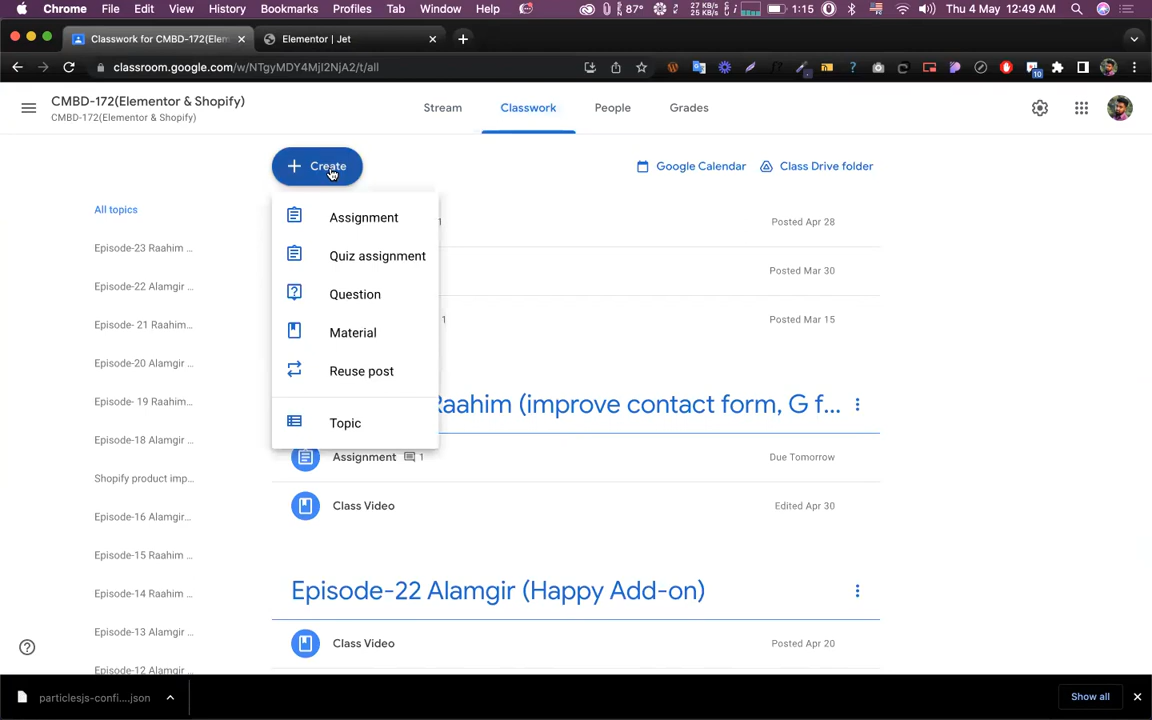 Chrome File Edit View History Bookmarks Profiles Tab Window Help 87° 27 KB/s 25 KB/s 1:15 Thu 4 May 12:49 AM
Classwork for CMBD-172(Elem Elementor | Jet
classroom.google.com/w/NTgyMDY4MjI2NjA2/t/all 10
CMBD-172(Elementor & Shopify)
CMBD-172(Elementor & Shopify)
Stream Classwork People Grades
Create
Google Calendar Class Drive folder
All topics
Episode-23 Raahim ...
Episode-22 Alamgir ...
Episode- 21 Raahim...
Episode-20 Alamgir ...
Episode- 19 Raahim...
Episode-18 Alamgir ...
Shopify product imp...
Episode-16 Alamgir...
Episode-15 Raahim ...
Episode-14 Raahim ...
Episode-13 Alamgir ...
Episode-12 Alamgir ...
Assignment
Quiz assignment
Question
Material
Reuse post
Topic
1 Posted Apr 28
Posted Mar 30
1 Posted Mar 15
Raahim (improve contact form, G f...
Assignment 1 Due Tomorrow
Class Video Edited Apr 30
Episode-22 Alamgir (Happy Add-on)
Class Video Posted Apr 20
particlesjs-confi....json
Show all